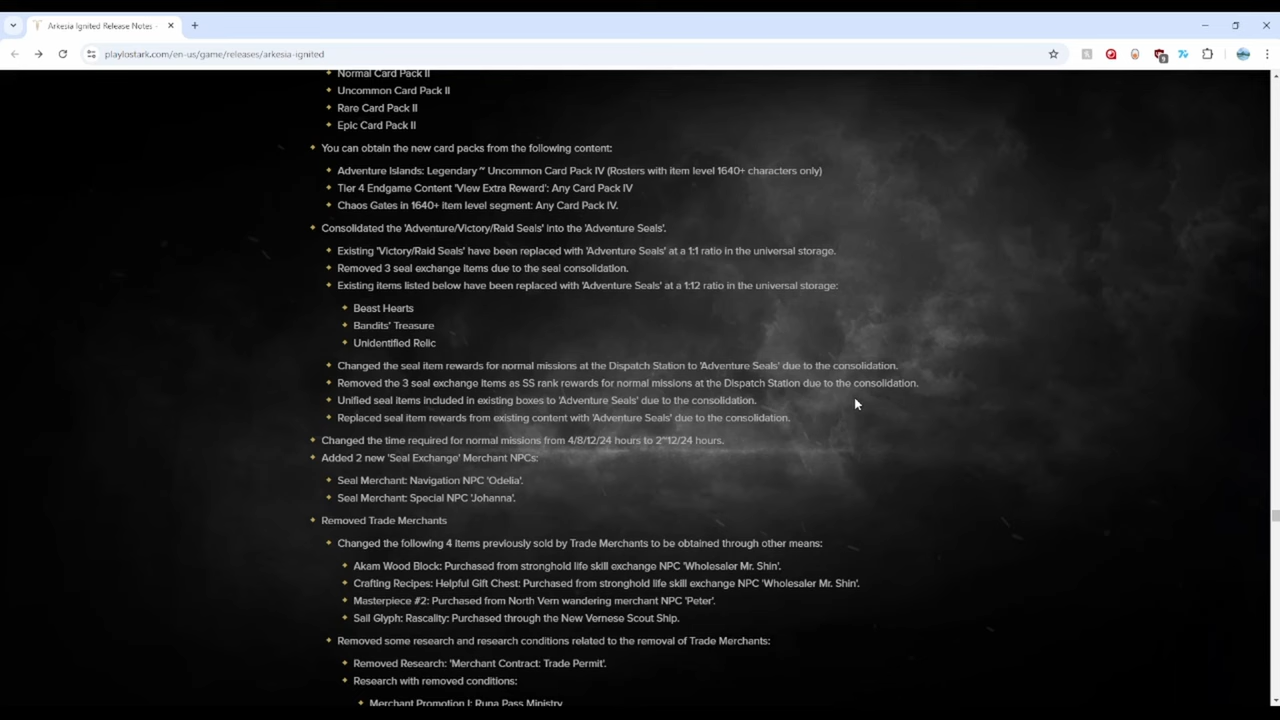 Arkesia Ignited Release Notes -
playlostark.com/en-us/game/releases/arkesia-ignited
Normal Card Pack II
Uncommon Card Pack II
Rare Card Pack II
Epic Card Pack II
You can obtain the new card packs from the following content:
Adventure Islands: Legendary ~ Uncommon Card Pack IV (Rosters with item level 1640+ characters only)
Tier 4 Endgame Content 'View Extra Reward': Any Card Pack IV
Chaos Gates in 1640+ item level segment: Any Card Pack IV.
Consolidated the 'Adventure/Victory/Raid Seals' into the 'Adventure Seals'.
Existing 'Victory/Raid Seals' have been replaced with 'Adventure Seals' at a 1:1 ratio in the universal storage.
Removed 3 seal exchange items due to the seal consolidation.
Existing items listed below have been replaced with 'Adventure Seals' at a 1:12 ratio in the universal storage:
Beast Hearts
Bandits' Treasure
Unidentified Relic
Changed the seal item rewards for normal missions at the Dispatch Station to 'Adventure Seals' due to the consolidation.
Removed the 3 seal exchange items as SS rank rewards for normal missions at the Dispatch Station due to the consolidation.
Unified seal items included in existing boxes to 'Adventure Seals' due to the consolidation.
Replaced seal item rewards from existing content with 'Adventure Seals' due to the consolidation.
Changed the time required for normal missions from 4/8/12/24 hours to 2~12/24 hours.
Added 2 new 'Seal Exchange' Merchant NPCs:
Seal Merchant: Navigation NPC 'Odelia'.
Seal Merchant: Special NPC 'Johanna'.
Removed Trade Merchants
Changed the following 4 items previously sold by Trade Merchants to be obtained through other means:
Akam Wood Block: Purchased from stronghold life skill exchange NPC 'Wholesaler Mr. Shin'.
Crafting Recipes: Helpful Gift Chest: Purchased from stronghold life skill exchange NPC 'Wholesaler Mr. Shin'.
Masterpiece #2: Purchased from North Vern wandering merchant NPC 'Peter'.
Sail Glyph: Rascality: Purchased through the New Vernese Scout Ship.
Removed some research and research conditions related to the removal of Trade Merchants:
Removed Research: 'Merchant Contract: Trade Permit'.
Research with removed conditions:
Merchant Promotion I: Runa Pass Ministry